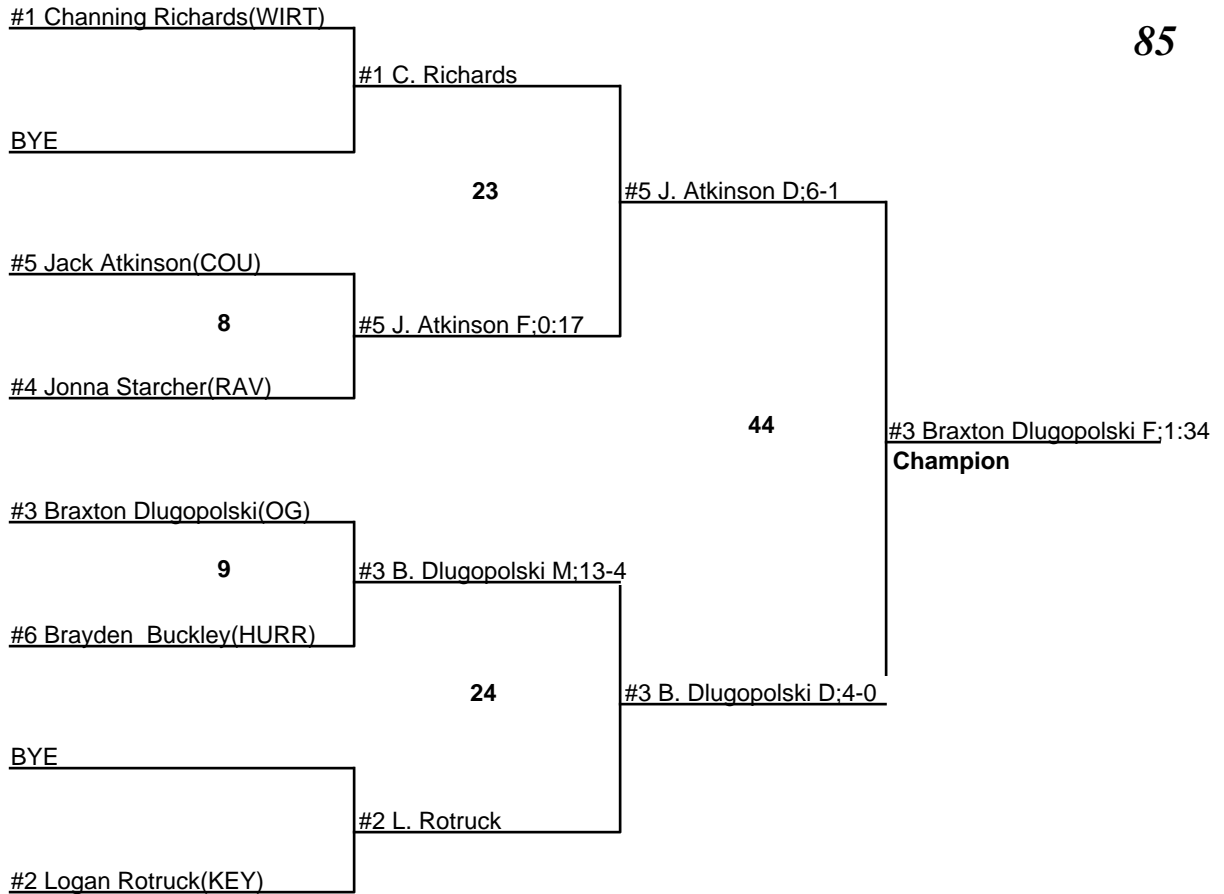 #1 Channing Richards(WIRT)
85
#1 C. Richards
BYE
23
#5 J. Atkinson D;6-1
#5 Jack Atkinson(COU)
8
#5 J. Atkinson F;0:17
#4 Jonna Starcher(RAV)
44
#3 Braxton Dlugopolski F;1:34
Champion
#3 Braxton Dlugopolski(OG)
9
#3 B. Dlugopolski M;13-4
#6 Brayden  Buckley(HURR)
24
#3 B. Dlugopolski D;4-0
BYE
#2 L. Rotruck
#2 Logan Rotruck(KEY)